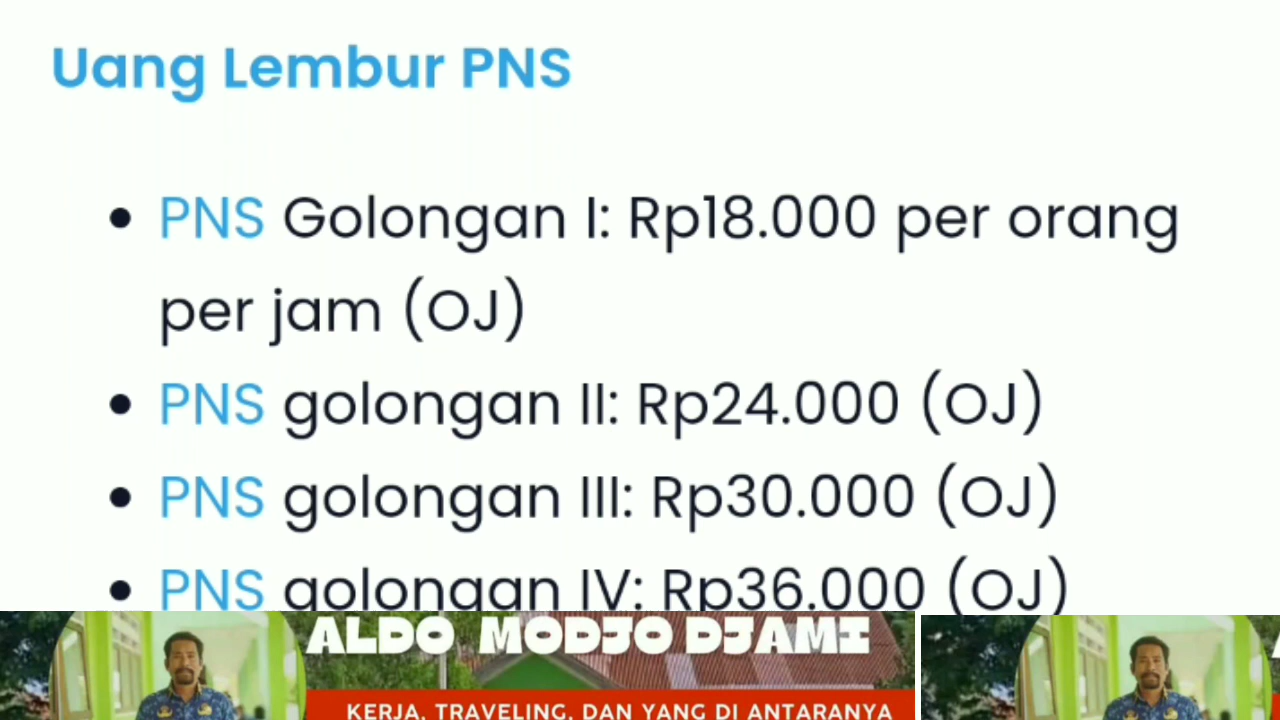 Uang Lembur PNS
PNS Golongan I: Rp18.000 per orang
per jam (OJ)
PNS golongan II: Rp24.000 (OJ)
PNS golongan III: Rp30.000 (OJ)
PNS golongan IV: Rp36.000 (OJ)
ALDO MODJO DJAMI
KERJA, TRAVELING, DAN YANG DI ANTARANYA